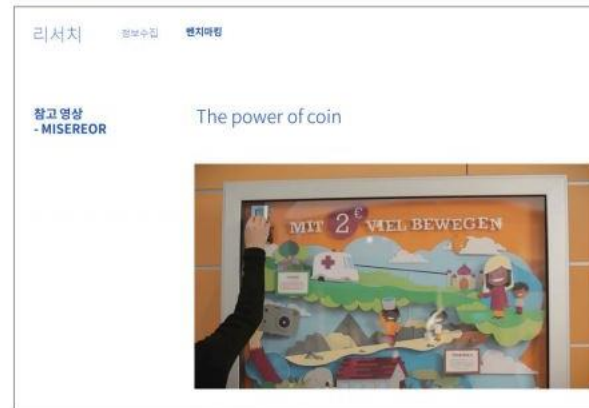 리서치 정보수집 벤치마킹
참고 영상
- MISEREOR
The power of coin
MIT 2€ VIEL BEWEGEN